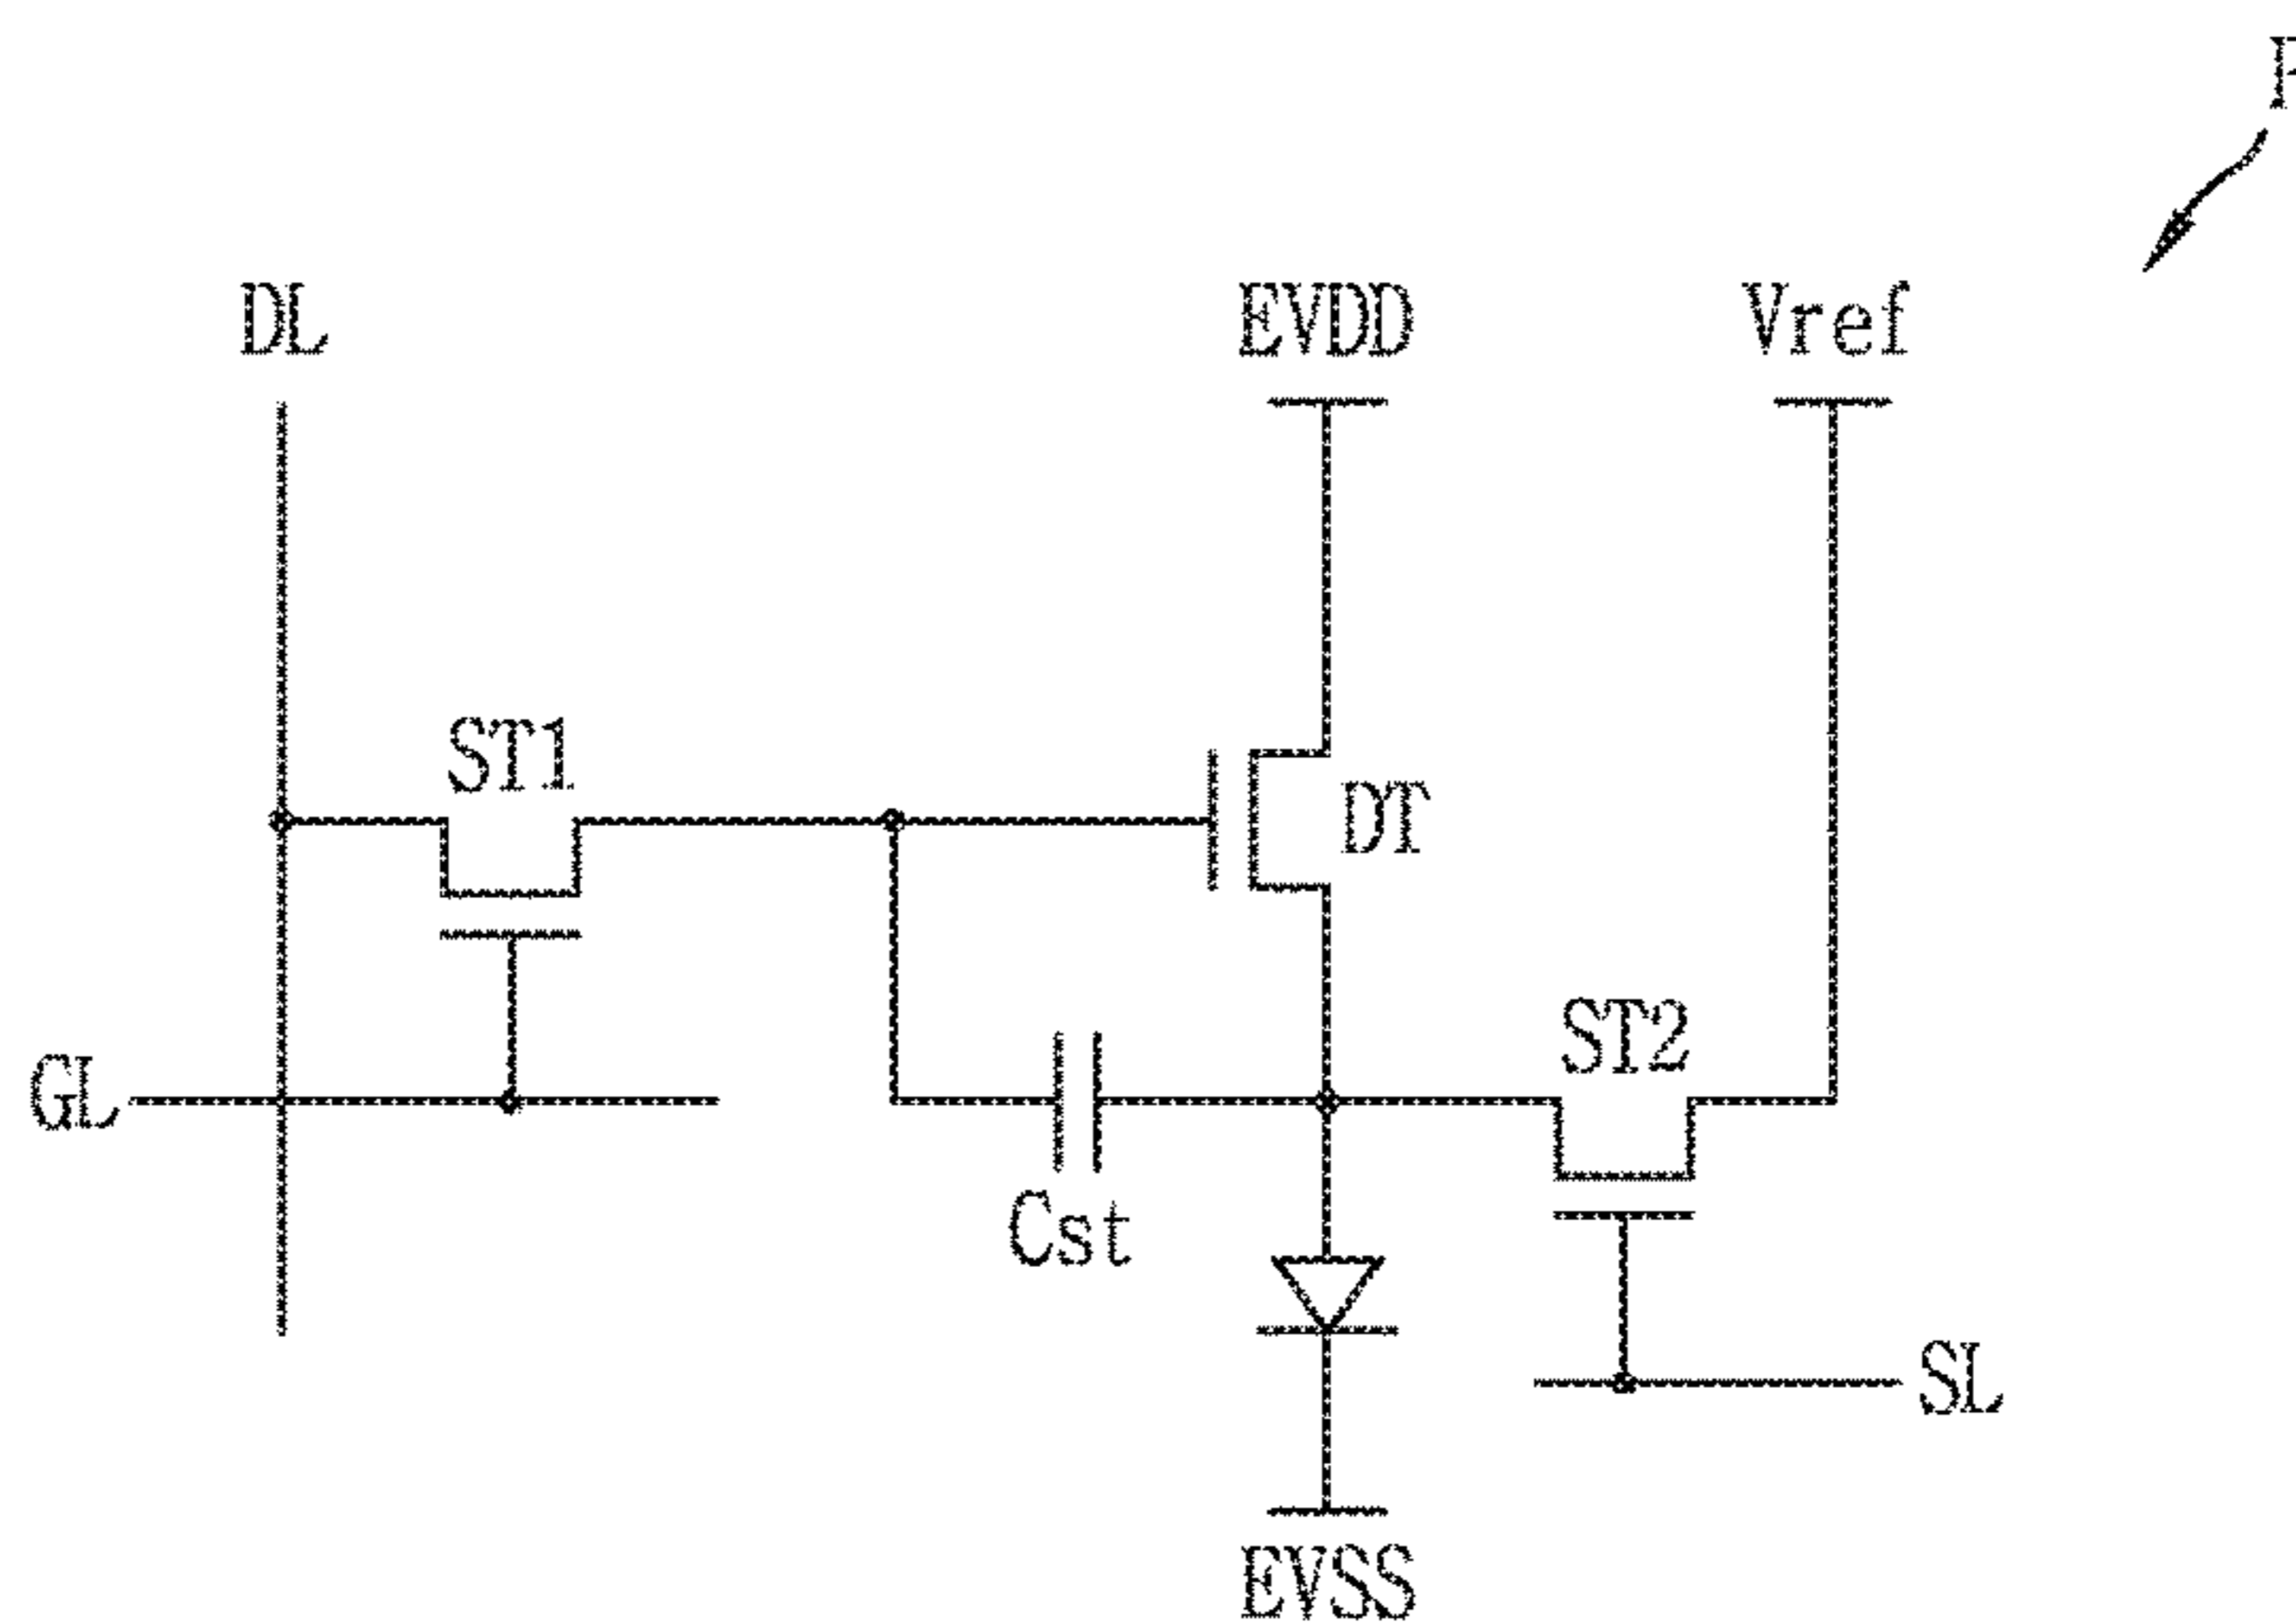 DL
EVDD
Vref
ST1
DT
ST2
GL
Cst
SL
EVSS